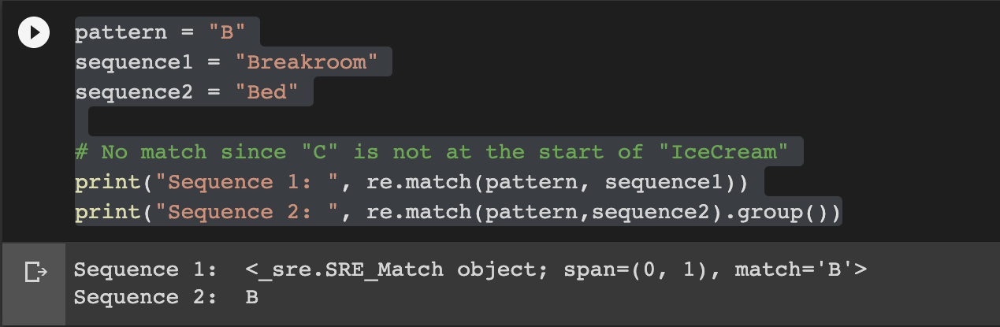 pattern = "B"
sequence1 = "Breakroom"
sequence2 = "Bed"
# No match since "C" is not at the start of "IceCream"
print("Sequence 1: ", re.match(pattern, sequence1))
print("Sequence 2: ", re.match(pattern,sequence2).group())
Sequence 1:  <_sre.SRE_Match object; span=(0, 1), match='B'>
Sequence 2:  B